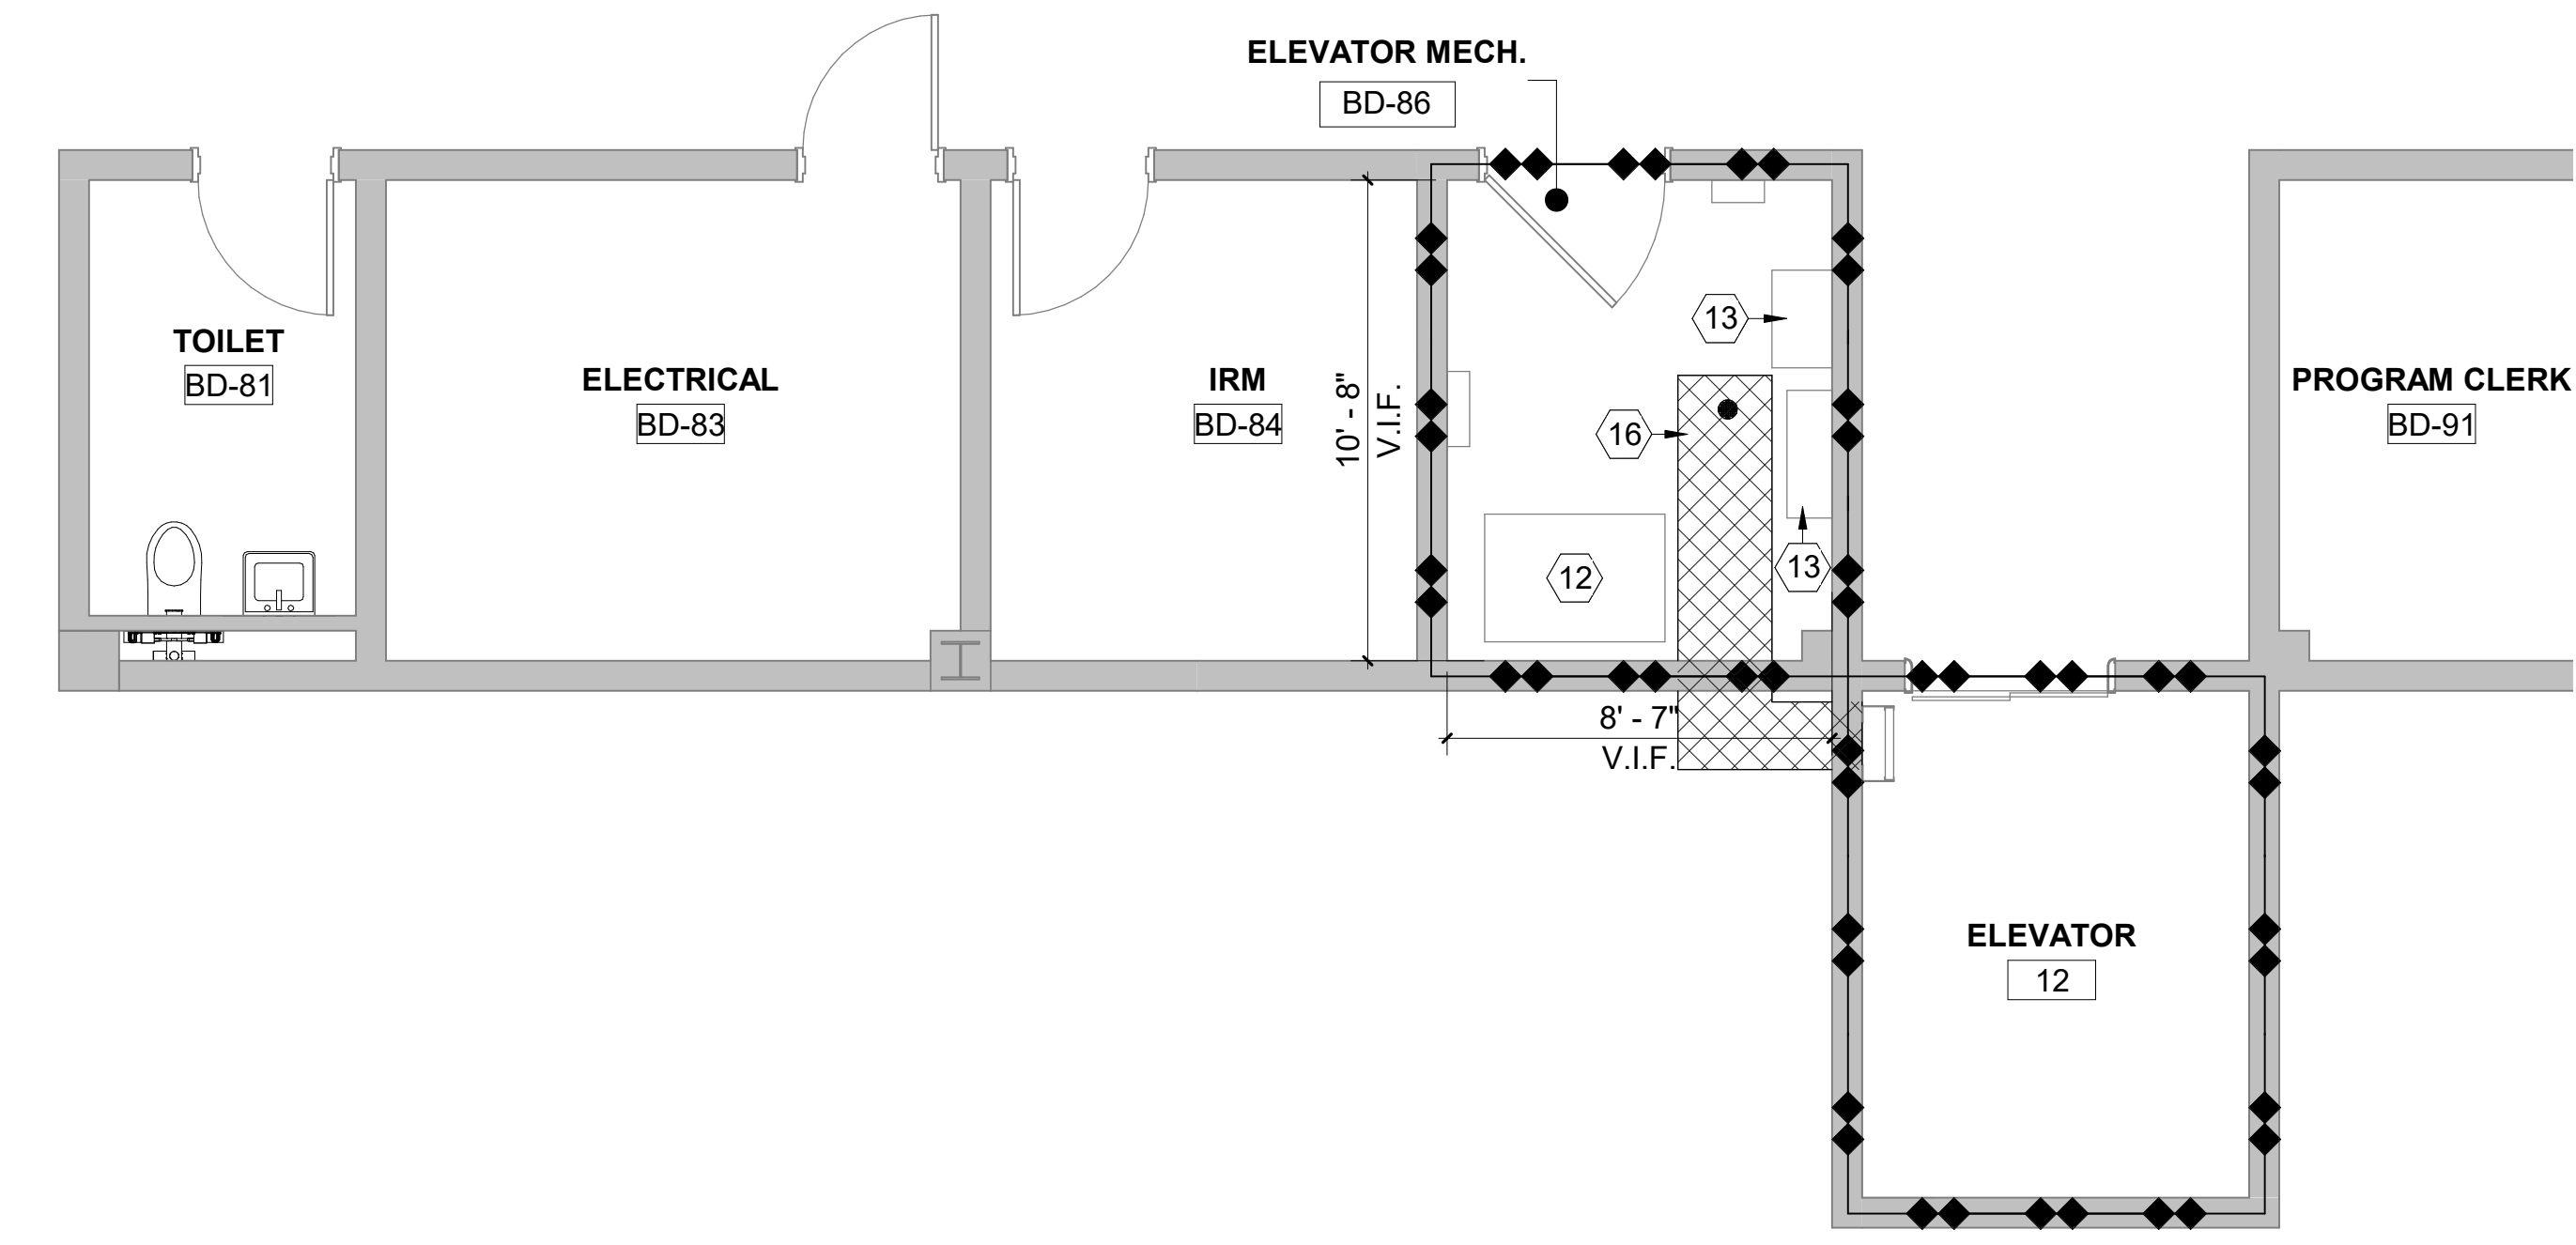 ELEVATOR MECH.
BD-86
TOILET
BD-81
ELECTRICAL
BD-83
IRM
BD-84
10' - 8"
V.I.F.
13
16
12
13
8' - 7"
V.I.F.
PROGRAM CLERK
BD-91
ELEVATOR
12